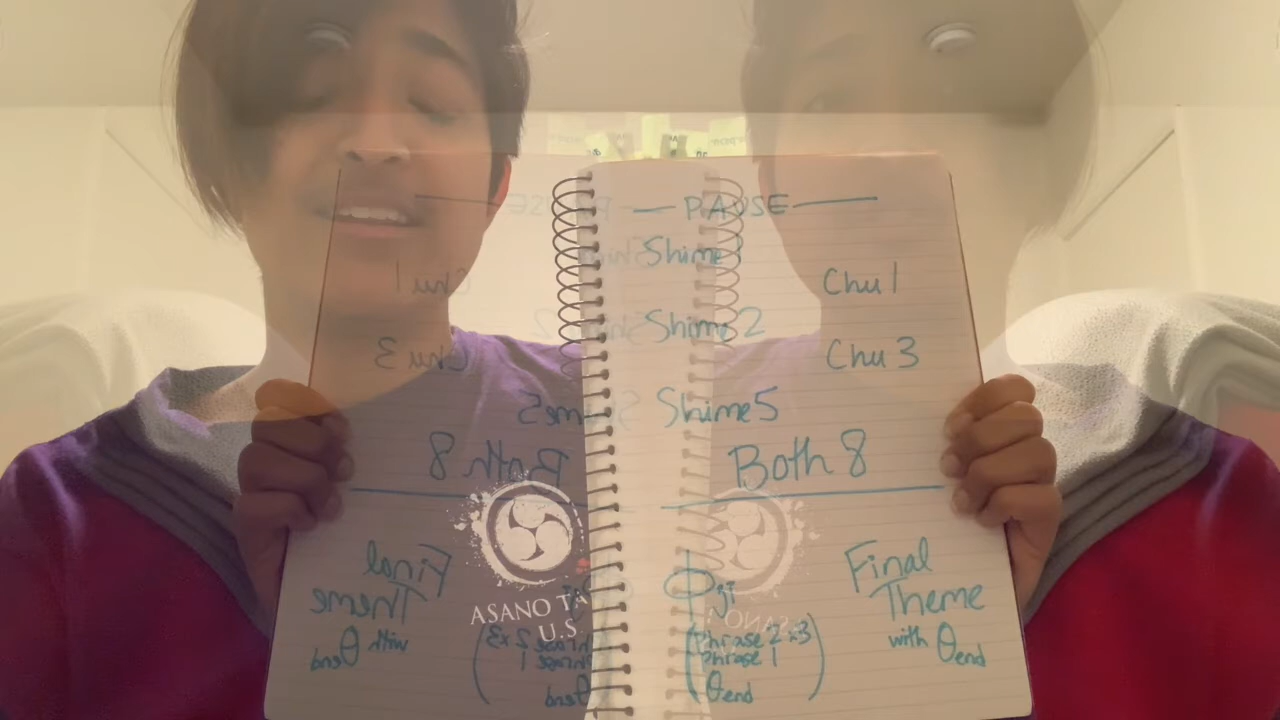 — PAUSE —
Shime 1
Chu 1
Shime 2
Chu 3
Shime 5
Both 8
Final
Theme
with θend
(phrase 2 x3
phrase 1
θend)
ASANO TA
U.S